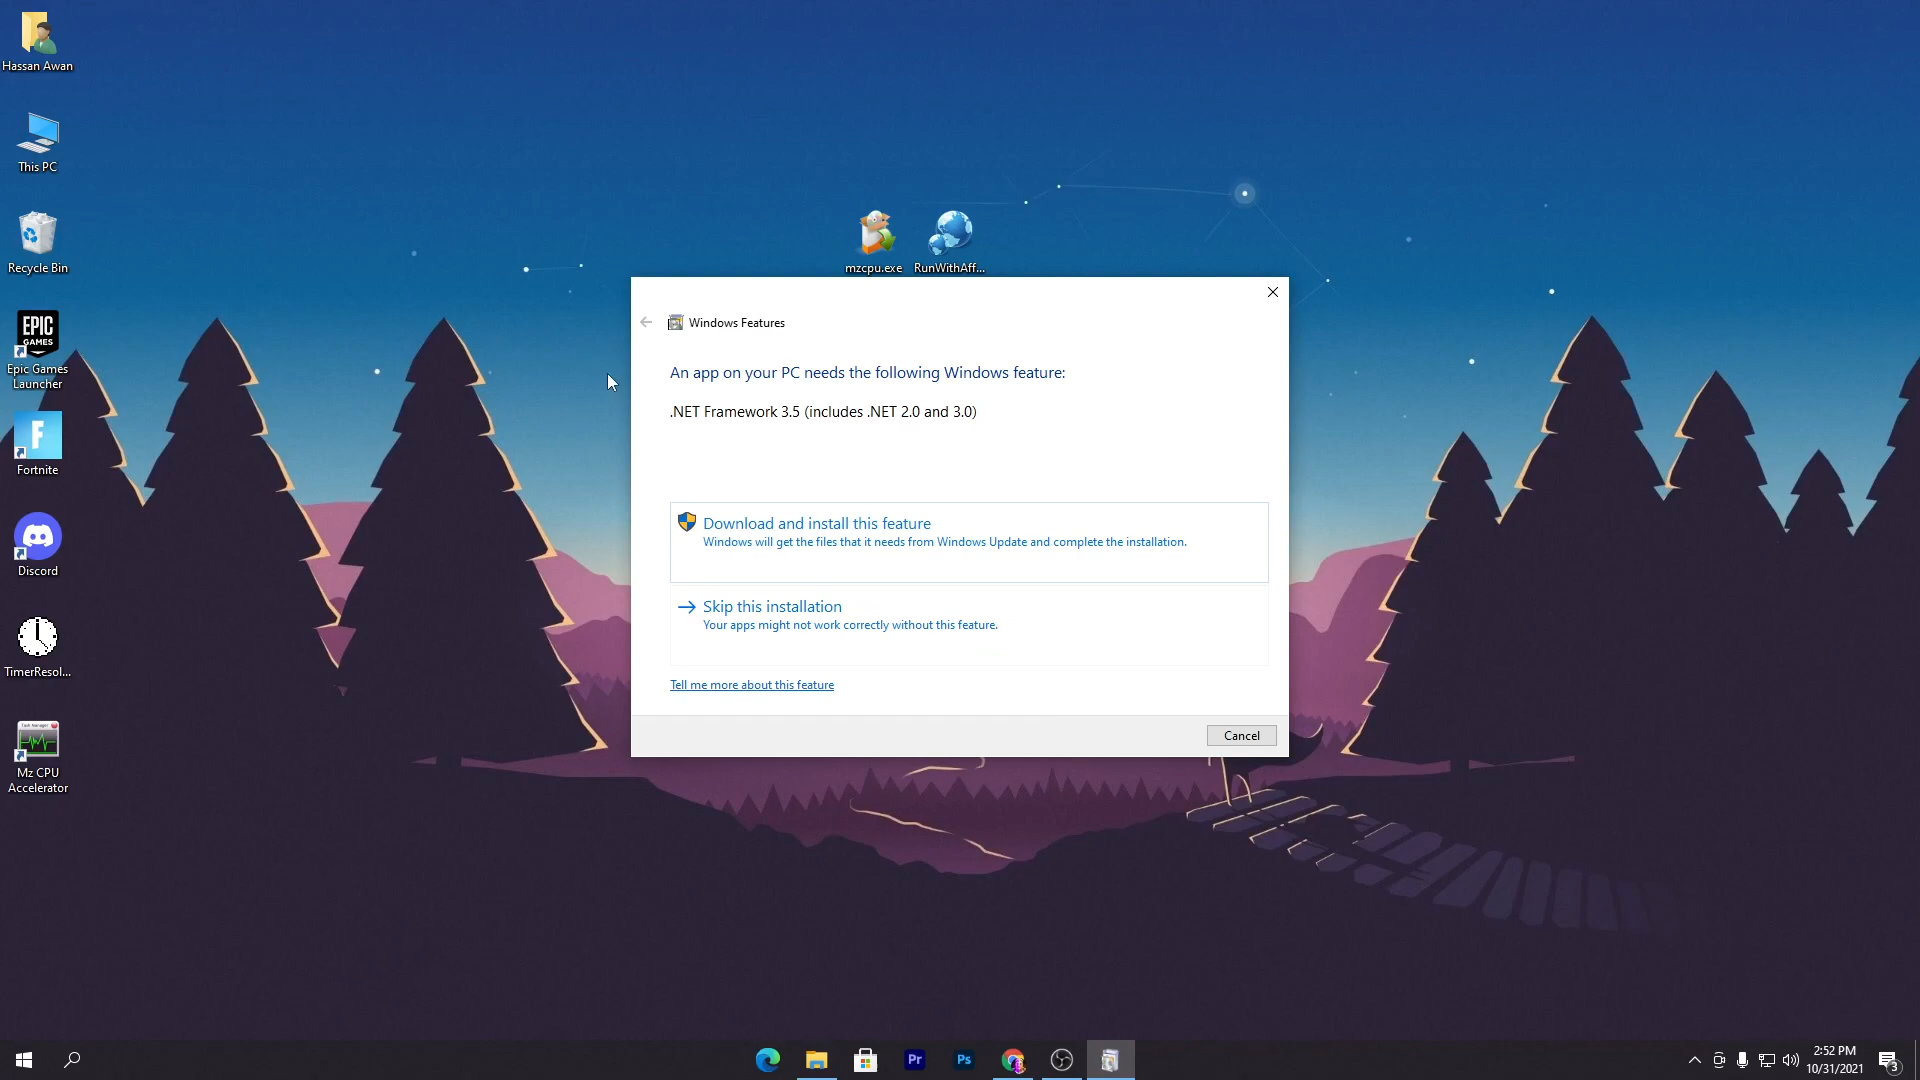 Hassan Awan
This PC
Recycle Bin
EPIC
GAMES
Epic Games
Launcher
F
Fortnite
Discord
TimerResol...
Task Manager
Mz CPU
Accelerator
mzcpu.exe
RunWithAff...
Windows Features
An app on your PC needs the following Windows feature:
.NET Framework 3.5 (includes .NET 2.0 and 3.0)
Download and install this feature
Windows will get the files that it needs from Windows Update and complete the installation.
Skip this installation
Your apps might not work correctly without this feature.
Tell me more about this feature
Cancel
Pr
Ps
2:52 PM
10/31/2021
3